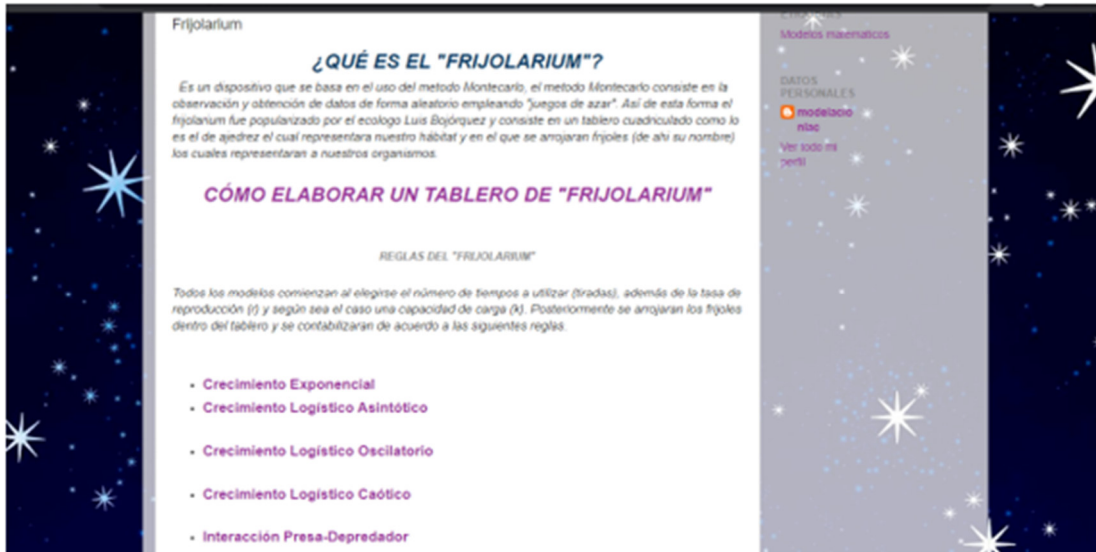 Frijolarium
¿QUÉ ES EL "FRIJOLARIUM"?
Es un dispositivo que se basa en el uso del metodo Montecarlo, el metodo Montecarlo consiste en la
observación y obtención de datos de forma aleatorio empleando "juegos de azar". Así de esta forma el
frijolarium fue popularizado por el ecologo Luis Bojórquez y consiste en un tablero cuadriculado como lo
es el de ajedrez el cual representara nuestro hábitat y en el que se arrojaran frijoles (de ahi su nombre)
los cuales representaran a nuestros organismos.
CÓMO ELABORAR UN TABLERO DE "FRIJOLARIUM"
REGLAS DEL "FRIJOLARIUM"
Todos los modelos comienzan al elegirse el número de tiempos a utilizar (tiradas), además de la tasa de
reproducción (r) y según sea el caso una capacidad de carga (k). Posteriormente se arrojaran los frijoles
dentro del tablero y se contabilizaran de acuerdo a las siguientes reglas.
• Crecimiento Exponencial
• Crecimiento Logístico Asintótico
• Crecimiento Logístico Oscilatorio
• Crecimiento Logístico Caótico
• Interacción Presa-Depredador
ETIQUETAS
Modelos matematicos
DATOS
PERSONALES
modelacio
nlac
Ver todo mi
perfil